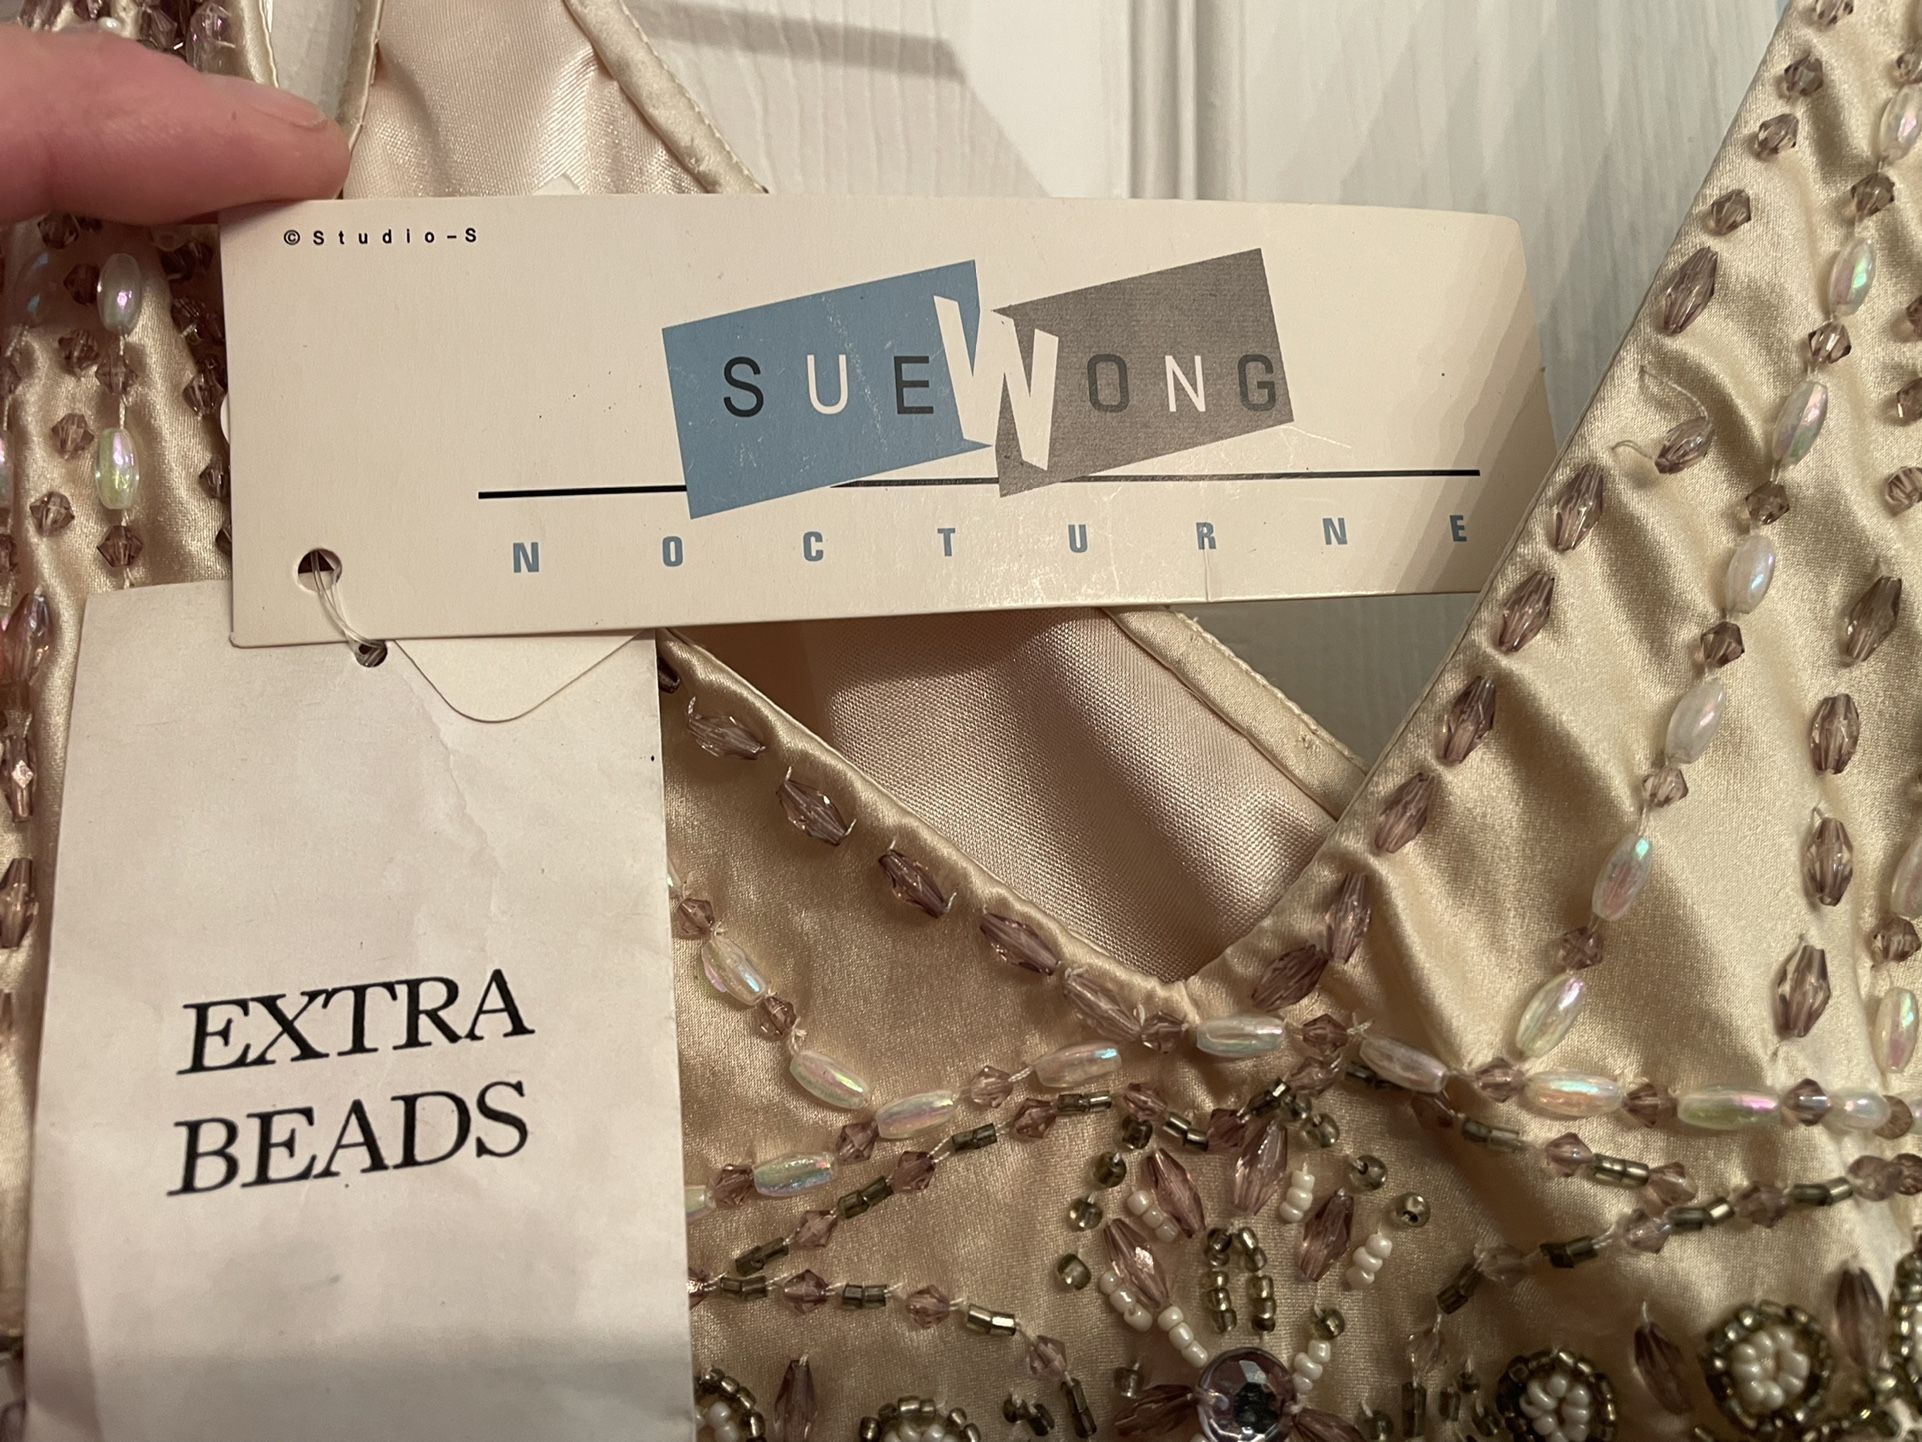 ©Studio-S
SUEWONG
NOCTURNE
EXTRA
BEADS